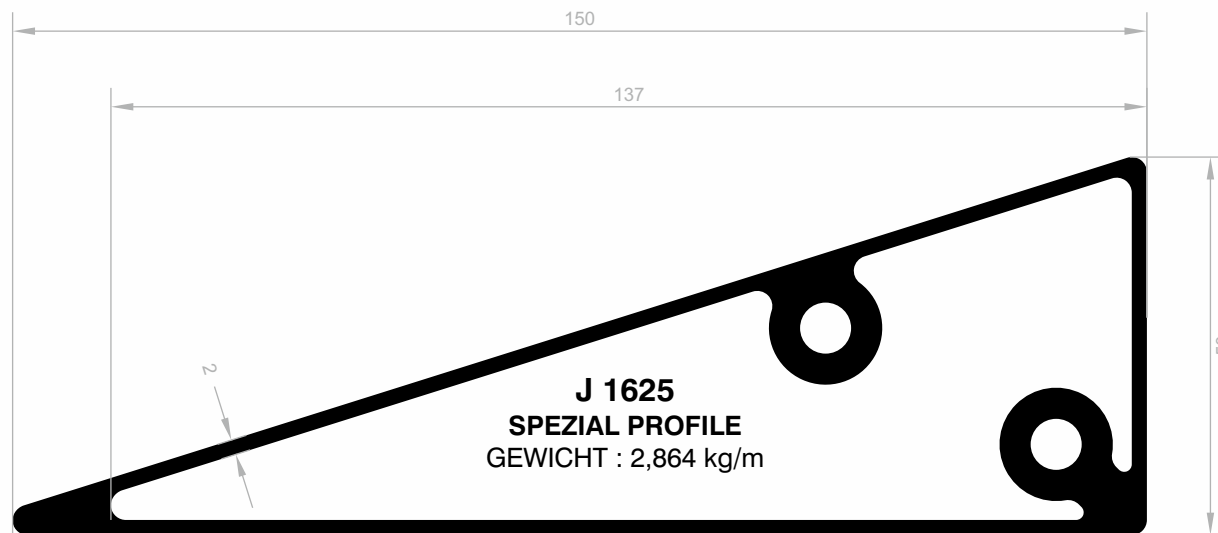 150
137
2
J 1625
SPEZIAL PROFILE
GEWICHT : 2,864 kg/m